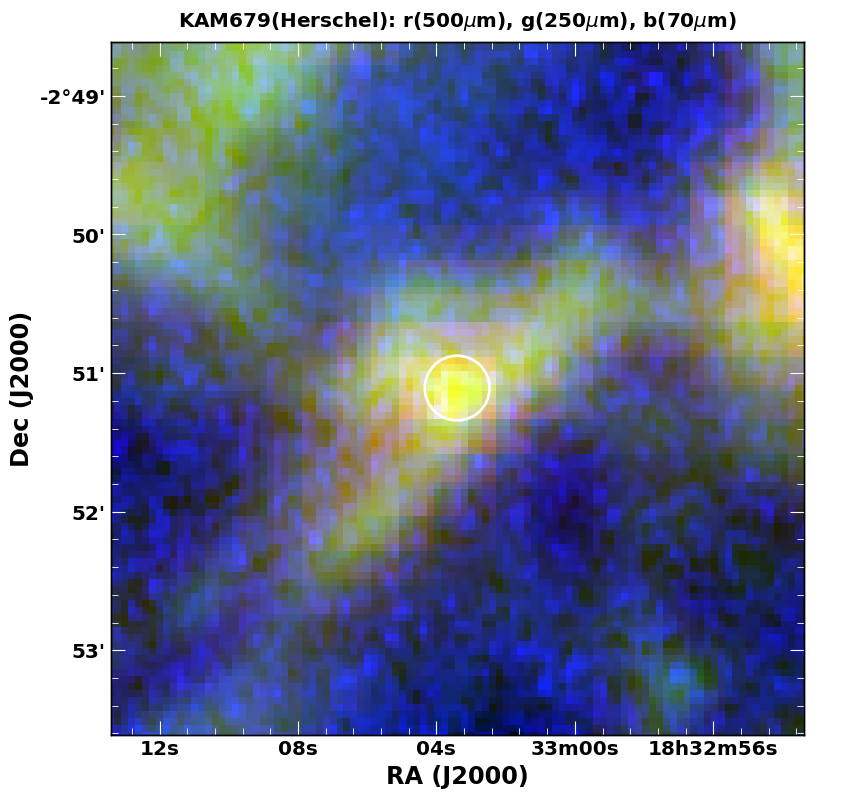 KAM679(Herschel): r(500μm), g(250μm), b(70μm)
-2°49'
50'
51'
52'
53'
Dec (J2000)
12s 08s 04s 33m00s 18h32m56s
RA (J2000)